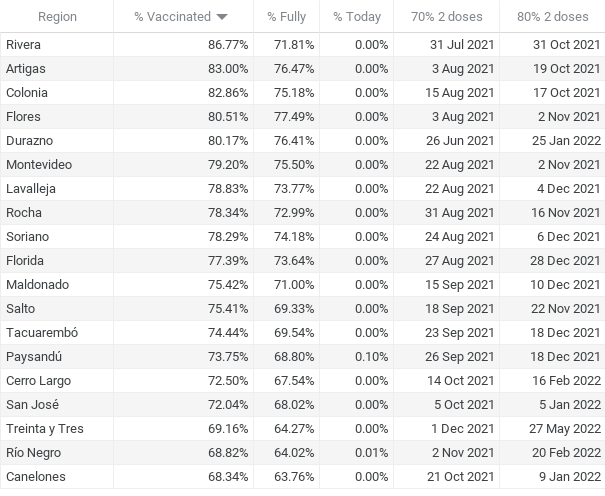 Region % Vaccinated % Fully % Today 70% 2 doses 80% 2 doses
Rivera 86.77% 71.81% 0.00% 31 Jul 2021 31 Oct 2021
Artigas 83.00% 76.47% 0.00% 3 Aug 2021 19 Oct 2021
Colonia 82.86% 75.18% 0.00% 15 Aug 2021 17 Oct 2021
Flores 80.51% 77.49% 0.00% 3 Aug 2021 2 Nov 2021
Durazno 80.17% 76.41% 0.00% 26 Jun 2021 25 Jan 2022
Montevideo 79.20% 75.50% 0.00% 22 Aug 2021 2 Nov 2021
Lavalleja 78.83% 73.77% 0.00% 22 Aug 2021 4 Dec 2021
Rocha 78.34% 72.99% 0.00% 31 Aug 2021 16 Nov 2021
Soriano 78.29% 74.18% 0.00% 24 Aug 2021 6 Dec 2021
Florida 77.39% 73.64% 0.00% 27 Aug 2021 28 Dec 2021
Maldonado 75.42% 71.00% 0.00% 15 Sep 2021 10 Dec 2021
Salto 75.41% 69.33% 0.00% 18 Sep 2021 22 Nov 2021
Tacuarembó 74.44% 69.54% 0.00% 23 Sep 2021 18 Dec 2021
Paysandú 73.75% 68.80% 0.10% 26 Sep 2021 18 Dec 2021
Cerro Largo 72.50% 67.54% 0.00% 14 Oct 2021 16 Feb 2022
San José 72.04% 68.02% 0.00% 5 Oct 2021 5 Jan 2022
Treinta y Tres 69.16% 64.27% 0.00% 1 Dec 2021 27 May 2022
Río Negro 68.82% 64.02% 0.01% 2 Nov 2021 20 Feb 2022
Canelones 68.34% 63.76% 0.00% 21 Oct 2021 9 Jan 2022